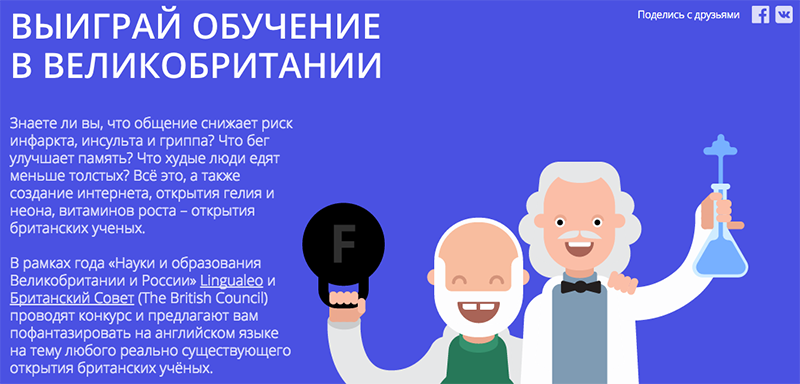 ВЫИГРАЙ ОБУЧЕНИЕ
В ВЕЛИКОБРИТАНИИ
Поделись с друзьями
Знаете ли вы, что общение снижает риск
инфаркта, инсульта и гриппа? Что бег
улучшает память? Что худые люди едят
меньше толстых? Всё это, а также
создание интернета, открытия гелия и
неона, витаминов роста – открытия
британских ученых.
В рамках года «Науки и образования
Великобритании и России» Lingualeo и
Британский Совет (The British Council)
проводят конкурс и предлагают вам
пофантазировать на английском языке
на тему любого реально существующего
открытия британских учёных.
F